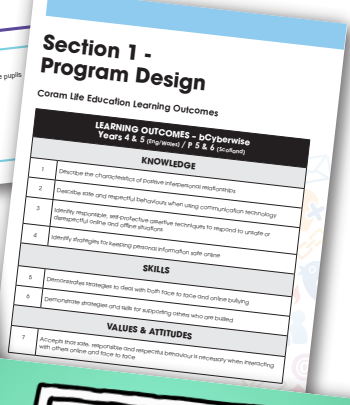 pupils
Section 1 -
Program Design
Coram Life Education Learning Outcomes
LEARNING OUTCOMES – bCyberwise
Years 4 & 5 (Eng/Wales) / P 5 & 6 (Scotland)
KNOWLEDGE
1 Describe the characteristics of positive interpersonal relationships
2 Describe safe and respectful behaviours when using communication technology
3 Identify responsible, self-protective assertive techniques to respond to unsafe or
disrespectful online and offline situations
4 Identify strategies for keeping personal information safe online
SKILLS
5 Demonstrates strategies to deal with both face to face and online bullying
6 Demonstrate strategies and skills for supporting others who are bullied
VALUES & ATTITUDES
7 Accepts that safe, responsible and respectful behaviour is necessary when interacting
with others online and face to face